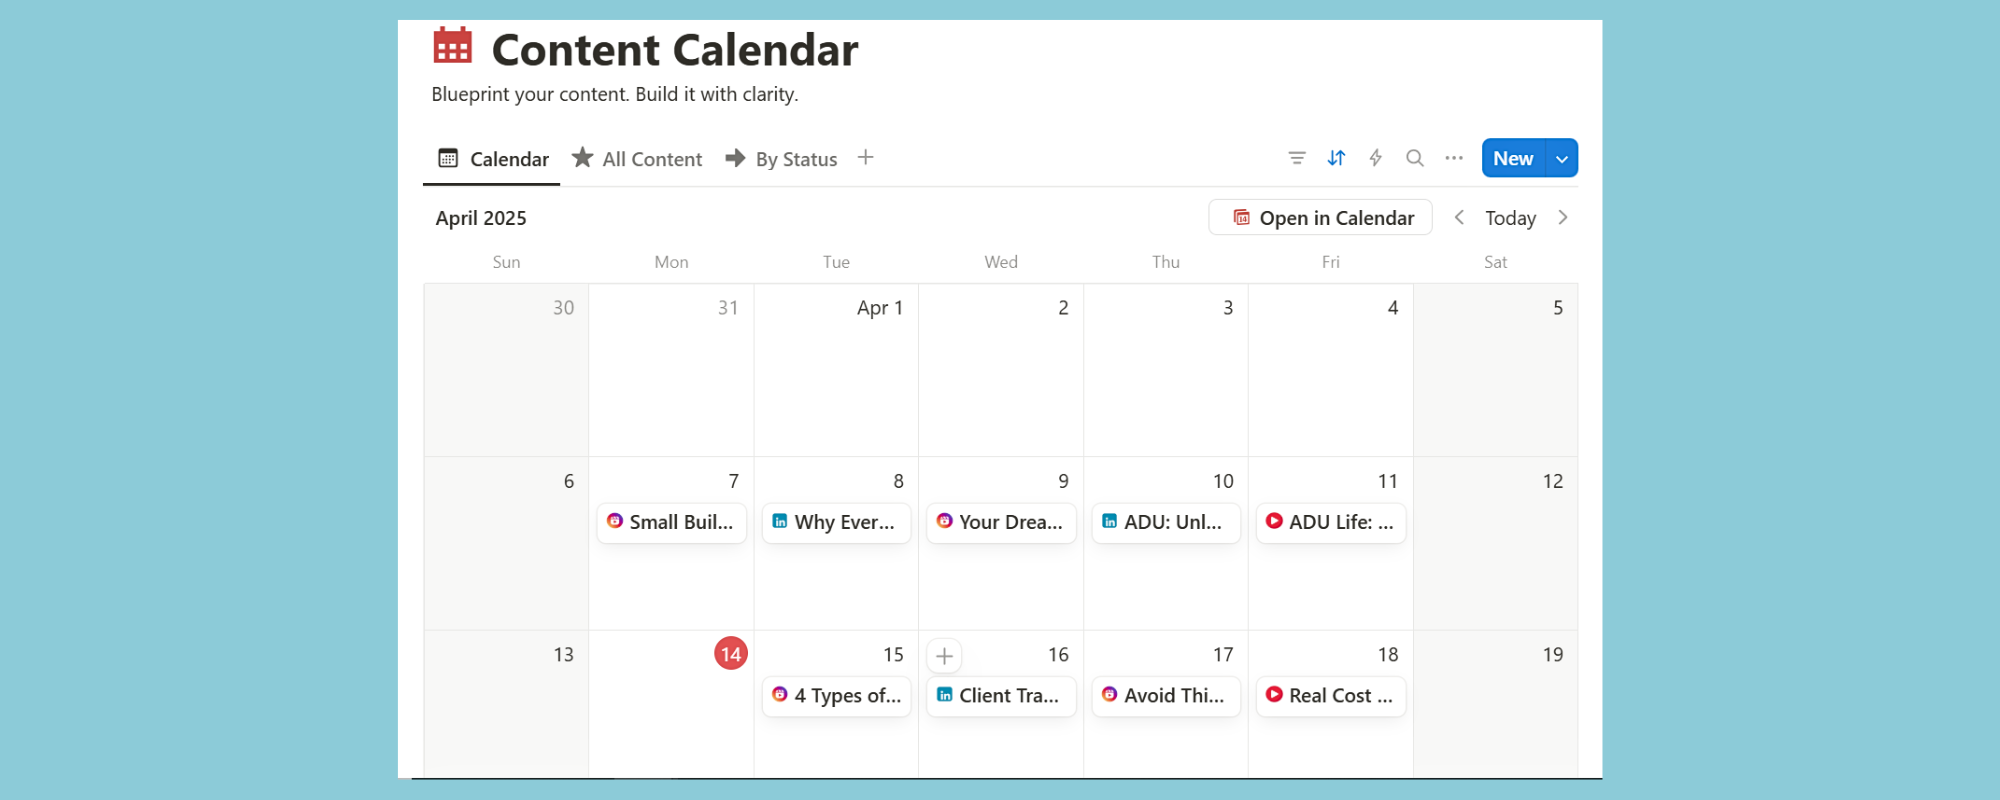 Content Calendar
Blueprint your content. Build it with clarity.
Calendar All Content By Status New
April 2025 Open in Calendar Today
Sun Mon Tue Wed Thu Fri Sat
30 31 Apr 1 2 3 4 5
6 7 8 9 10 11 12
Small Buil... Why Ever... Your Drea... ADU: Unl... ADU Life: ...
13 14 15 16 17 18 19
4 Types of... Client Tra... Avoid Thi... Real Cost ...